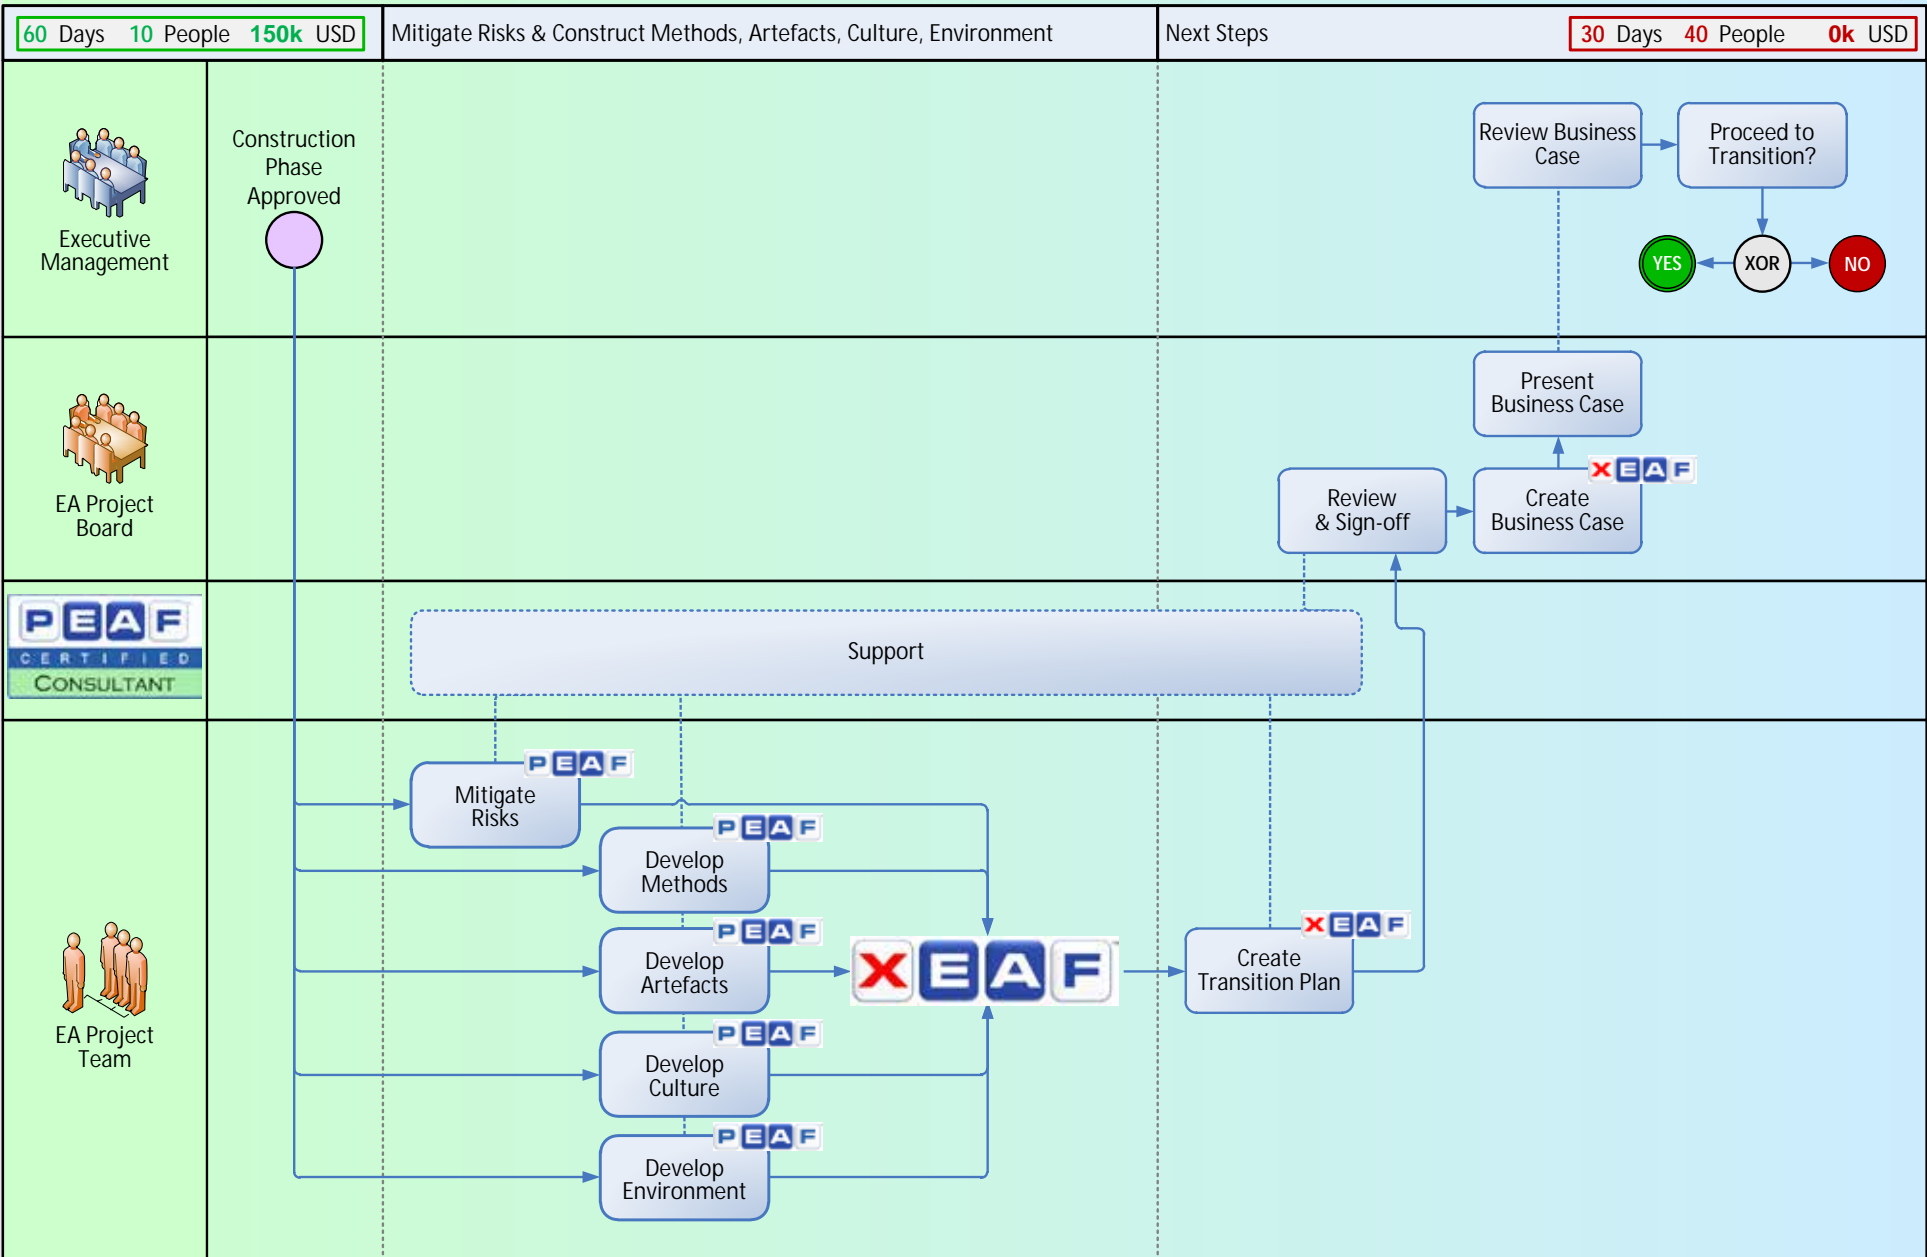 60 Days 10 People 150k USD
Mitigate Risks & Construct Methods, Artefacts, Culture, Environment
Next Steps
30 Days 40 People 0k USD
Executive
Management
Construction
Phase
Approved
Review Business
Case
Proceed to
Transition?
YES
XOR
NO
EA Project
Board
Present
Business Case
Review
& Sign-off
XEAF
Create
Business Case
PEAF
CERTIFIED
CONSULTANT
Support
EA Project
Team
PEAF
Mitigate
Risks
PEAF
Develop
Methods
PEAF
Develop
Artefacts
XEAF
XEAF
Create
Transition Plan
PEAF
Develop
Culture
PEAF
Develop
Environment